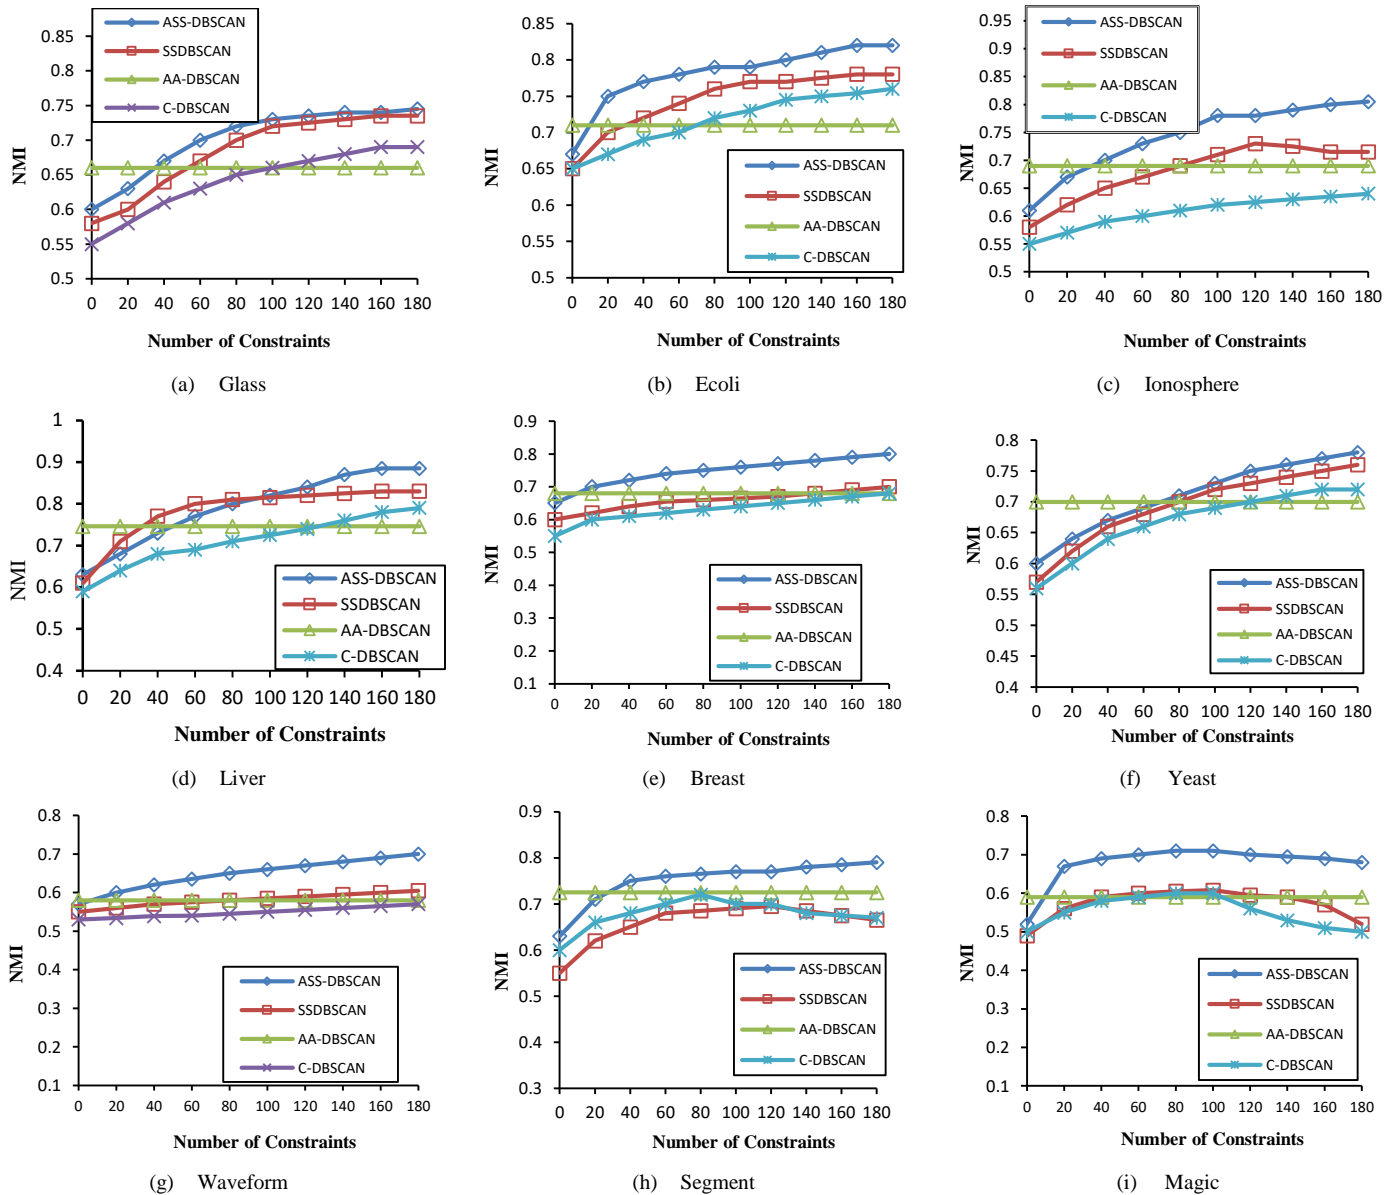 ASS-DBSCAN
SSDBSCAN
AA-DBSCAN
C-DBSCAN
0.85
0.8
0.75
0.7
0.65
0.6
0.55
0.5
NMI
0 20 40 60 80 100 120 140 160 180
Number of Constraints
(a) Glass
0.85
0.8
0.75
0.7
0.65
0.6
0.55
0.5
NMI
ASS-DBSCAN
SSDBSCAN
AA-DBSCAN
C-DBSCAN
0 20 40 60 80 100 120 140 160 180
Number of Constraints
(b) Ecoli
0.95
0.9
0.85
0.8
0.75
0.7
0.65
0.6
0.55
0.5
NMI
ASS-DBSCAN
SSDBSCAN
AA-DBSCAN
C-DBSCAN
0 20 40 60 80 100 120 140 160 180
Number of Constraints
(c) Ionosphere
1
0.9
0.8
0.7
0.6
0.5
0.4
NMI
ASS-DBSCAN
SSDBSCAN
AA-DBSCAN
C-DBSCAN
0 20 40 60 80 100 120 140 160 180
Number of Constraints
(d) Liver
0.9
0.8
0.7
0.6
0.5
0.4
0.3
0.2
0.1
NMI
ASS-DBSCAN
SSDBSCAN
AA-DBSCAN
C-DBSCAN
0 20 40 60 80 100 120 140 160 180
Number of Constraints
(e) Breast
0.8
0.75
0.7
0.65
0.6
0.55
0.5
0.45
0.4
NMI
ASS-DBSCAN
SSDBSCAN
AA-DBSCAN
C-DBSCAN
0 20 40 60 80 100 120 140 160 180
Number of Constraints
(f) Yeast
0.8
0.7
0.6
0.5
0.4
0.3
0.2
0.1
NMI
ASS-DBSCAN
SSDBSCAN
AA-DBSCAN
C-DBSCAN
0 20 40 60 80 100 120 140 160 180
Number of Constraints
(g) Waveform
0.9
0.8
0.7
0.6
0.5
0.4
0.3
NMI
ASS-DBSCAN
SSDBSCAN
AA-DBSCAN
C-DBSCAN
0 20 40 60 80 100 120 140 160 180
Number of Constraints
(h) Segment
0.8
0.7
0.6
0.5
0.4
0.3
0.2
0.1
NMI
ASS-DBSCAN
SSDBSCAN
AA-DBSCAN
C-DBSCAN
0 20 40 60 80 100 120 140 160 180
Number of Constraints
(i) Magic